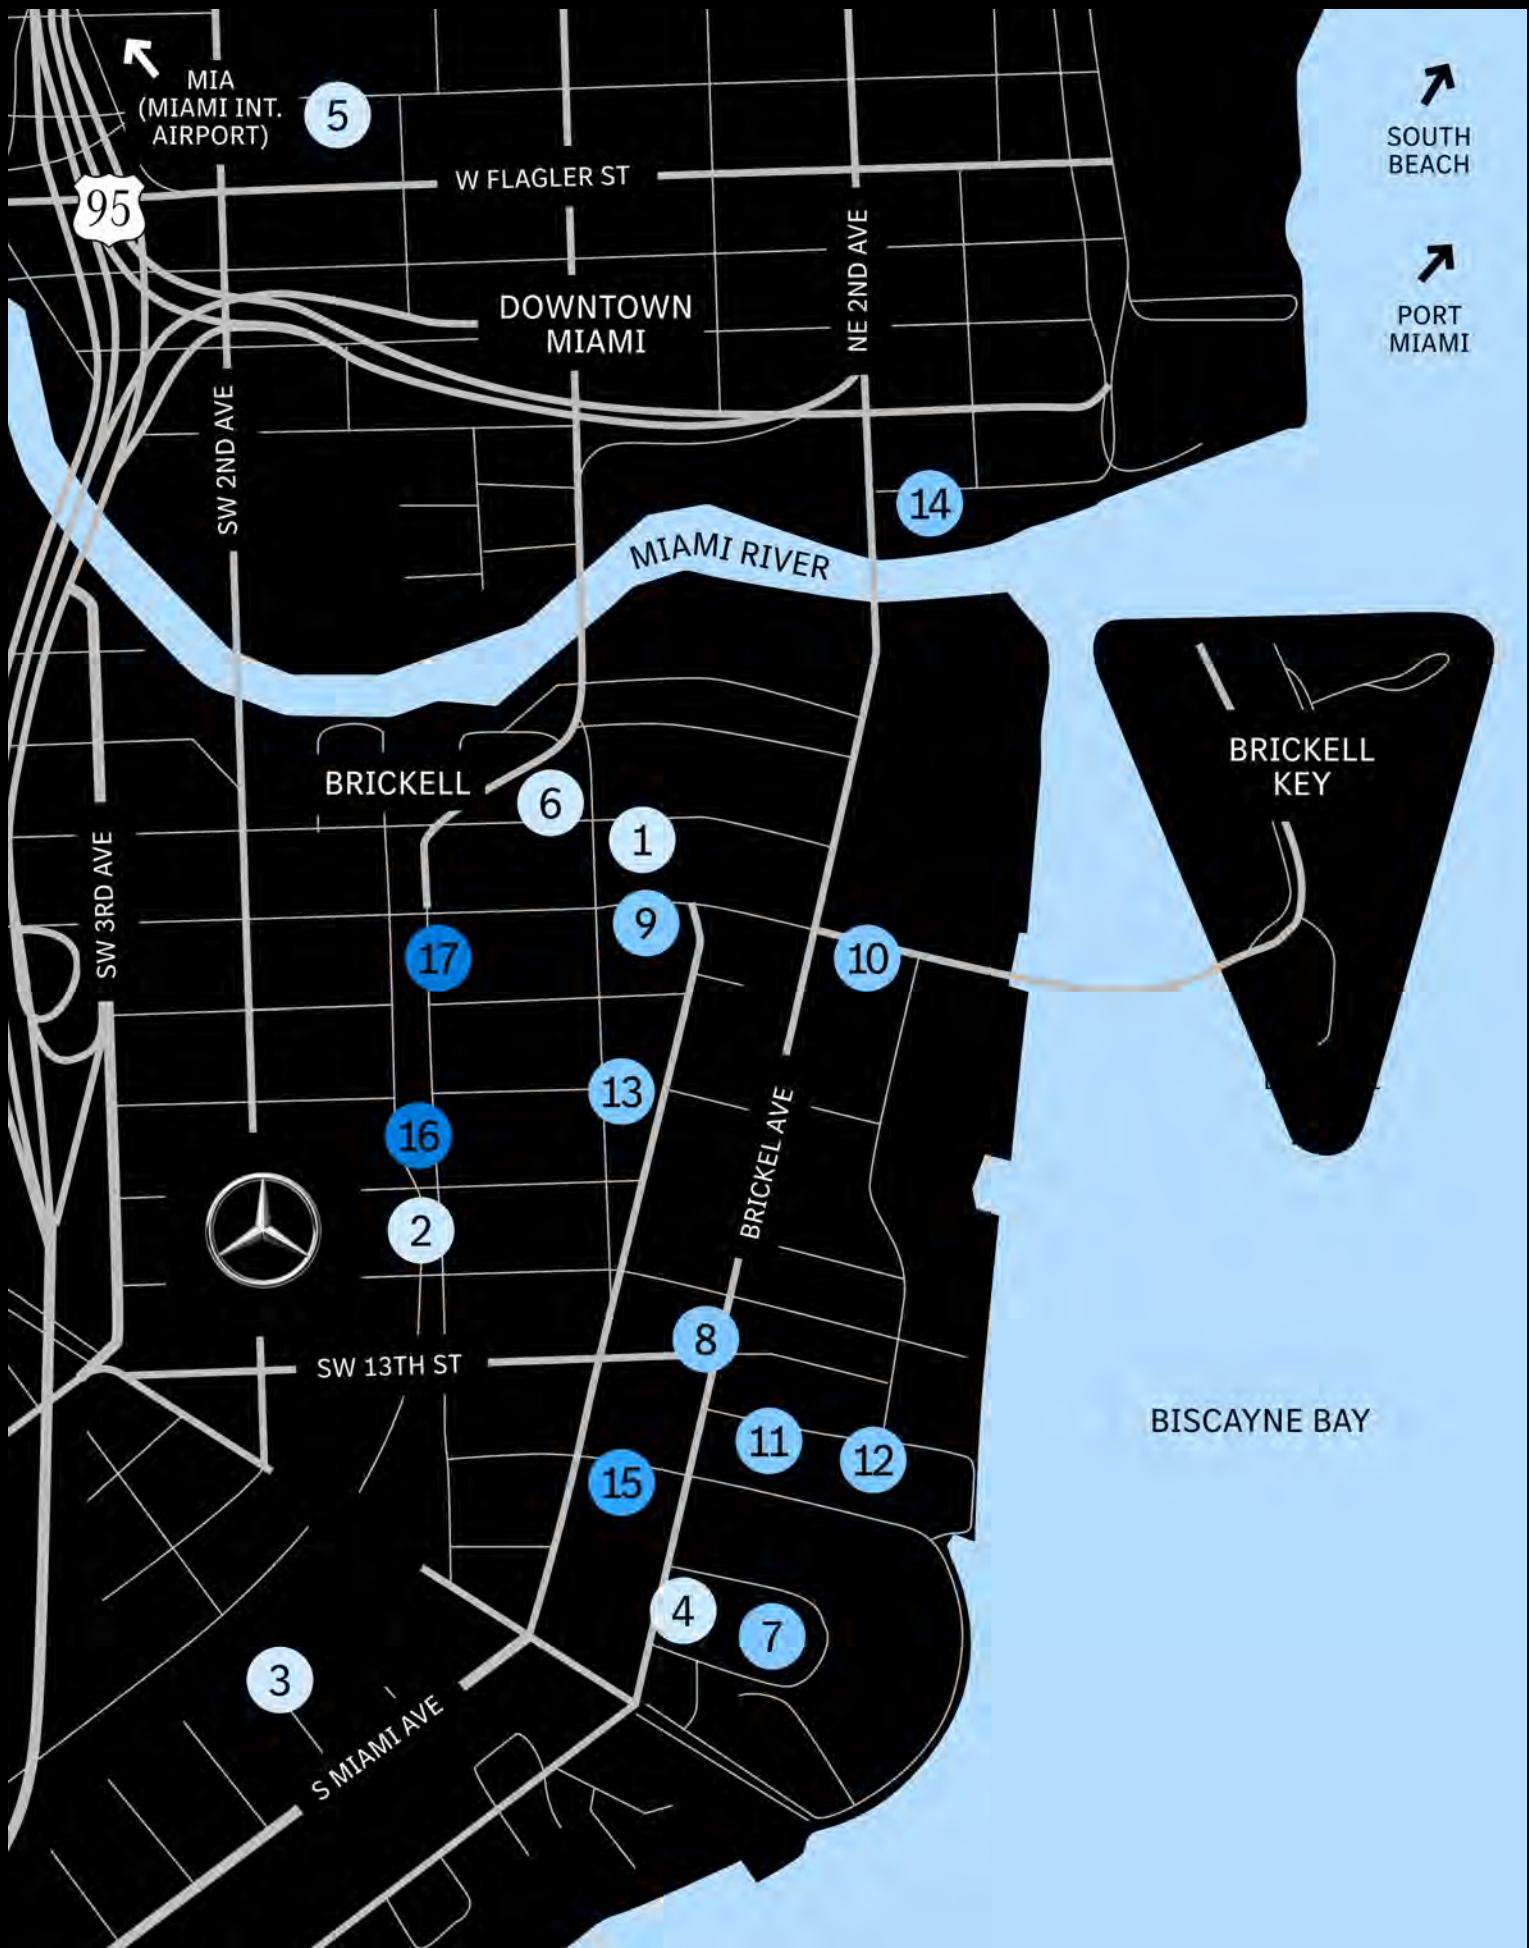 MIA
(MIAMI INT.
AIRPORT)
5
SOUTH
BEACH
W FLAGLER ST
95
NE 2ND AVE
PORT
MIAMI
DOWNTOWN
MIAMI
SW 2ND AVE
14
MIAMI RIVER
BRICKELL
KEY
BRICKELL
6
1
SW 3RD AVE
9
17
10
13
16
BRICKEL AVE
2
8
SW 13TH ST
BISCAYNE BAY
11
12
15
4
7
3
S MIAMI AVE